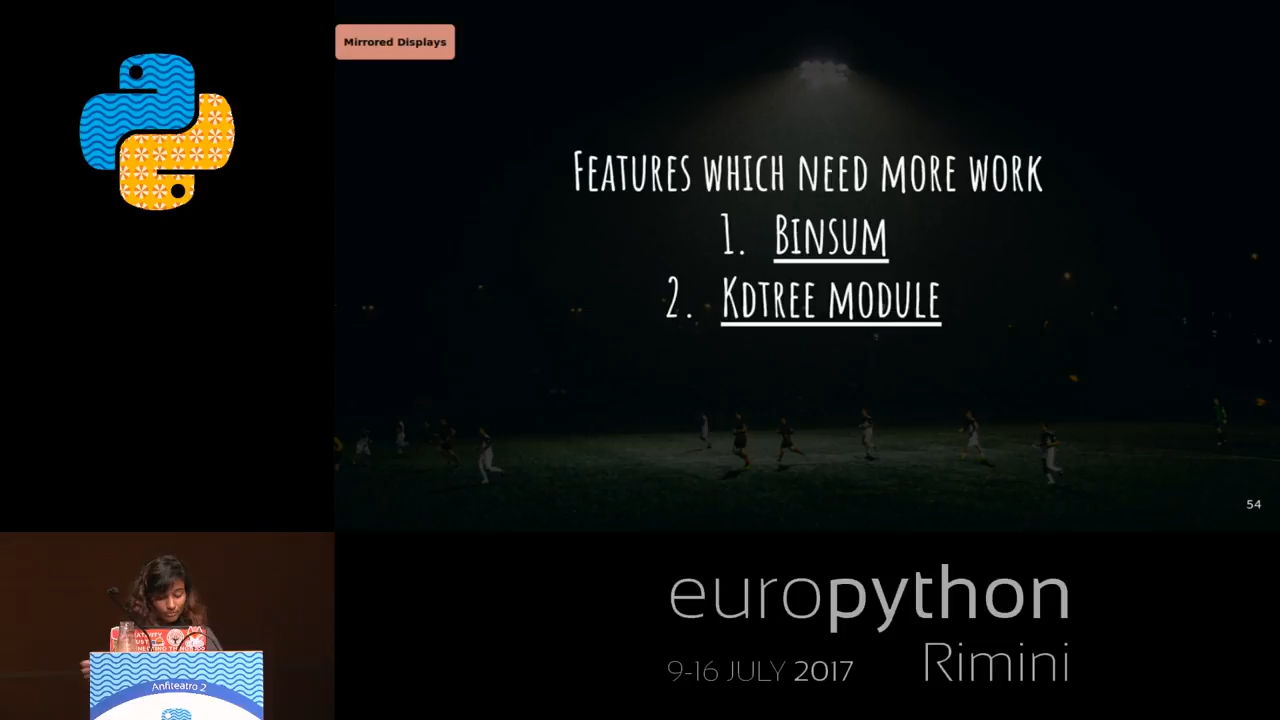 Mirrored Displays
Features which need more work
1. Binsum
2. Kdtree module
54
europython
9-16 JULY 2017 Rimini
Anfiteatro 2